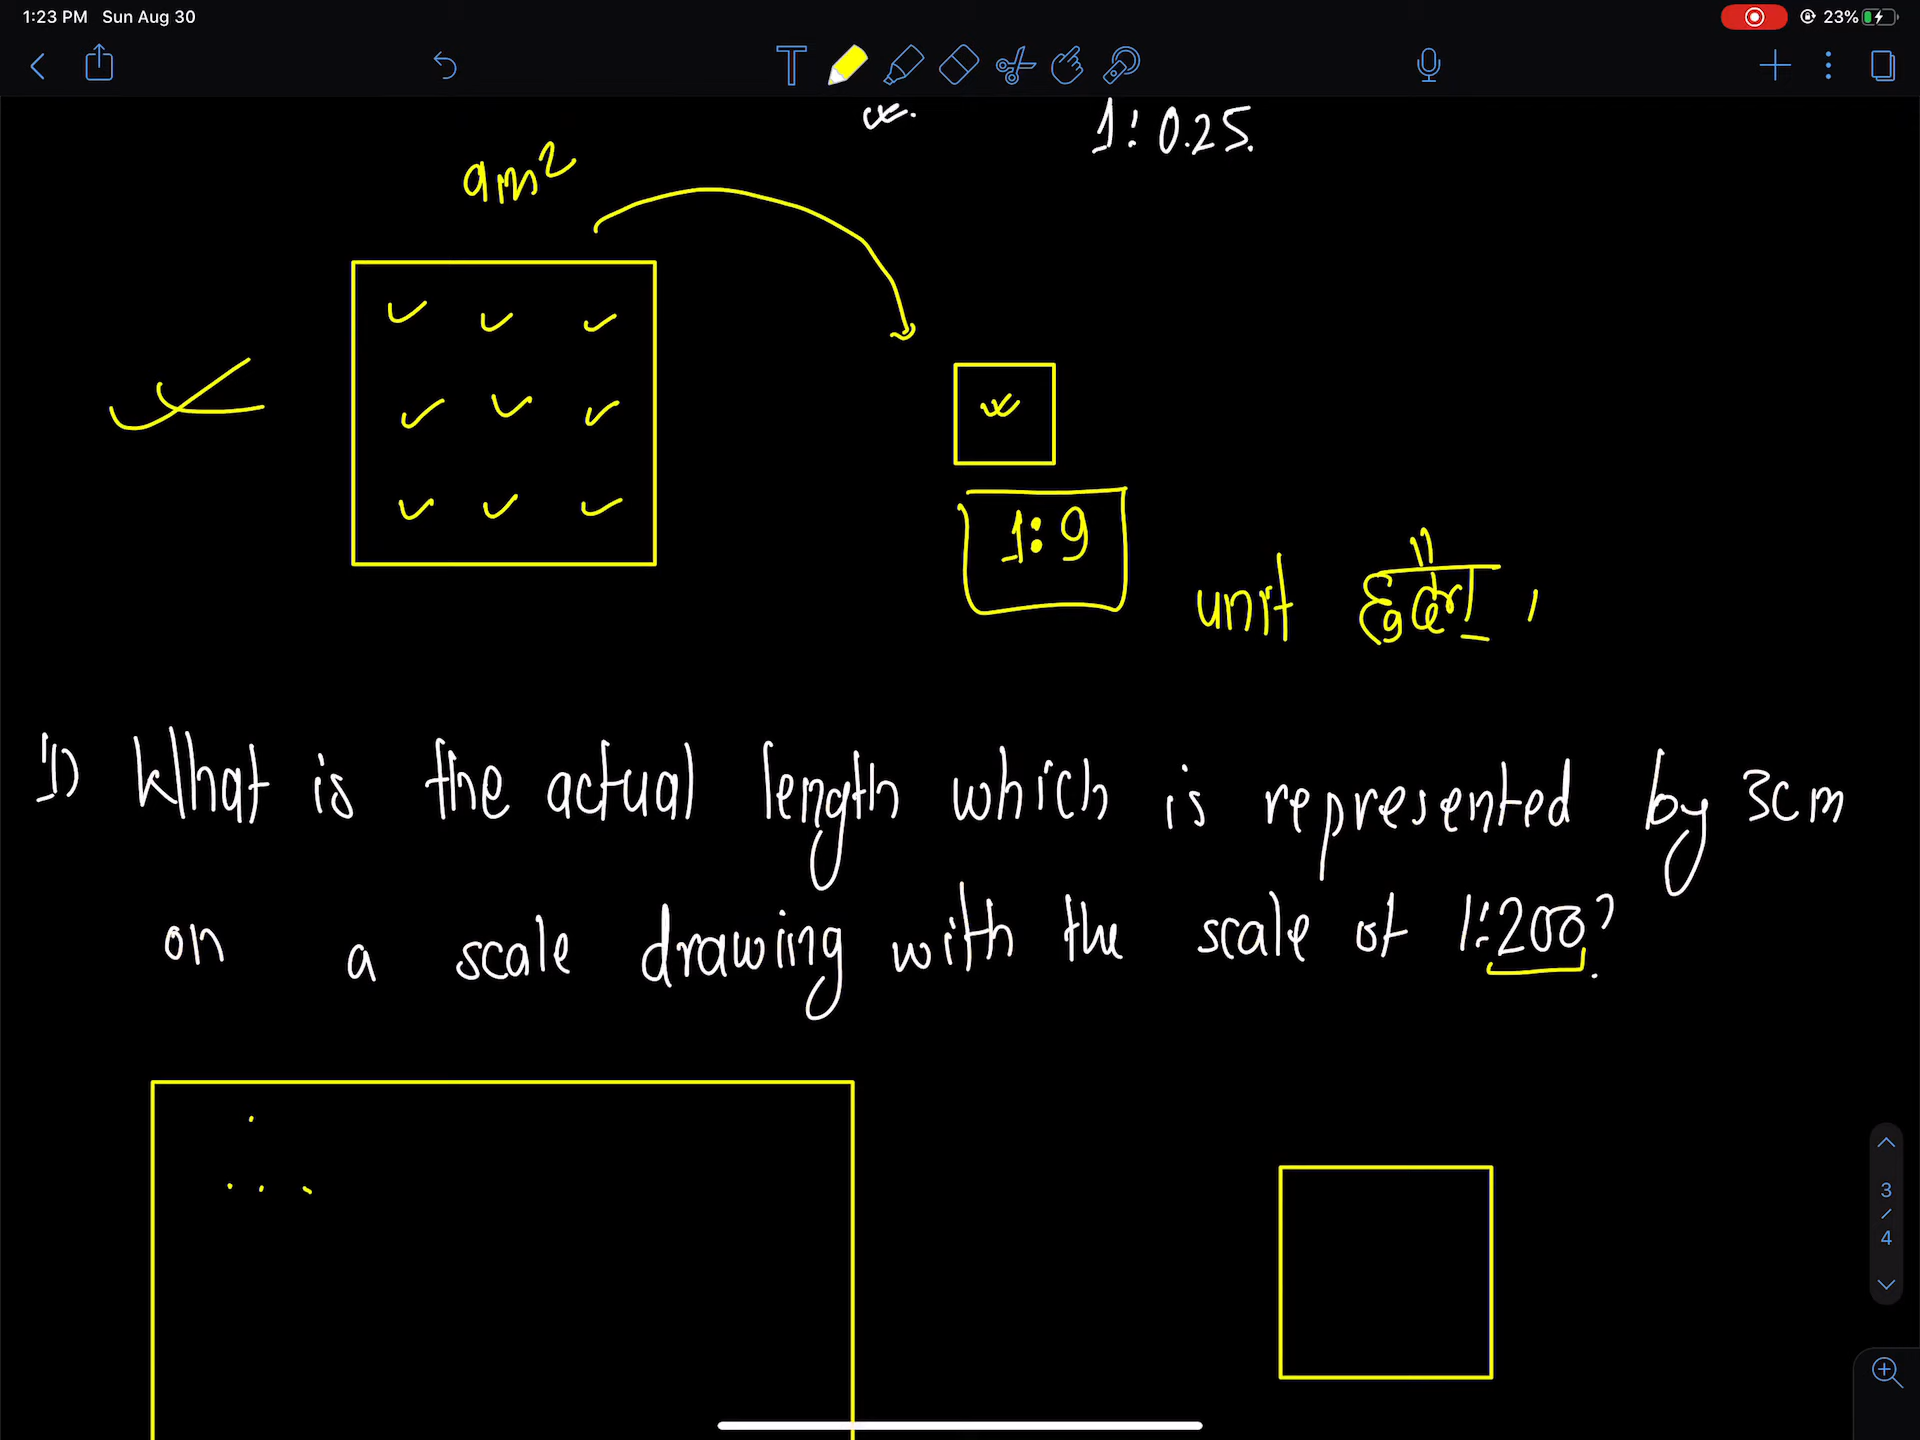 1:23 PM Sun Aug 30
23%
1:0.25.
9m²
1:9
unit
1) What is the actual length which is represented by 3cm
on a scale drawing with the scale of 1:200?
3
/
4